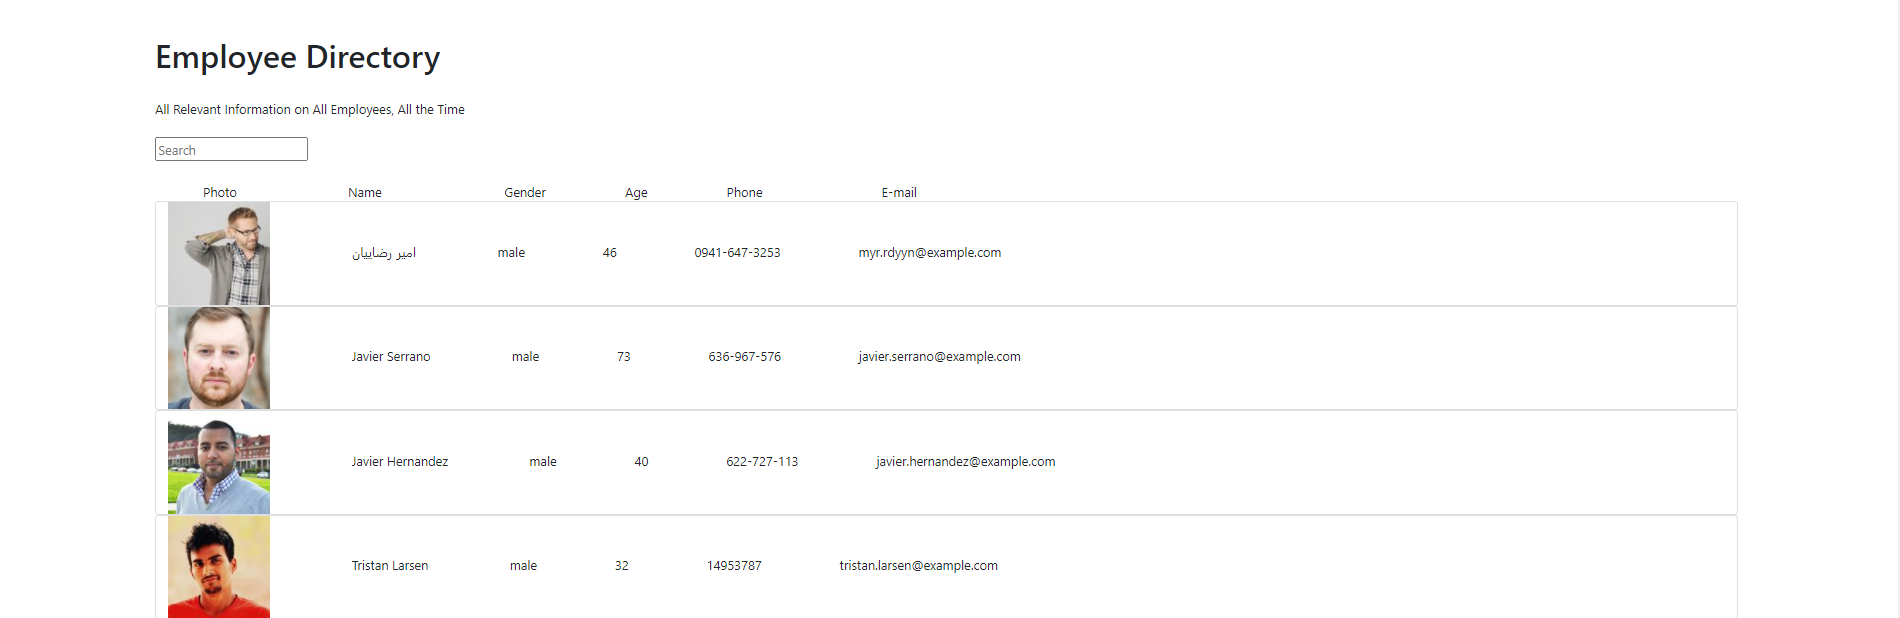 Employee Directory
All Relevant Information on All Employees, All the Time
Search
Photo Name Gender Age Phone E-mail
امیر رضاییان male 46 0941-647-3253 myr.rdyyn@example.com
Javier Serrano male 73 636-967-576 javier.serrano@example.com
Javier Hernandez male 40 622-727-113 javier.hernandez@example.com
Tristan Larsen male 32 14953787 tristan.larsen@example.com